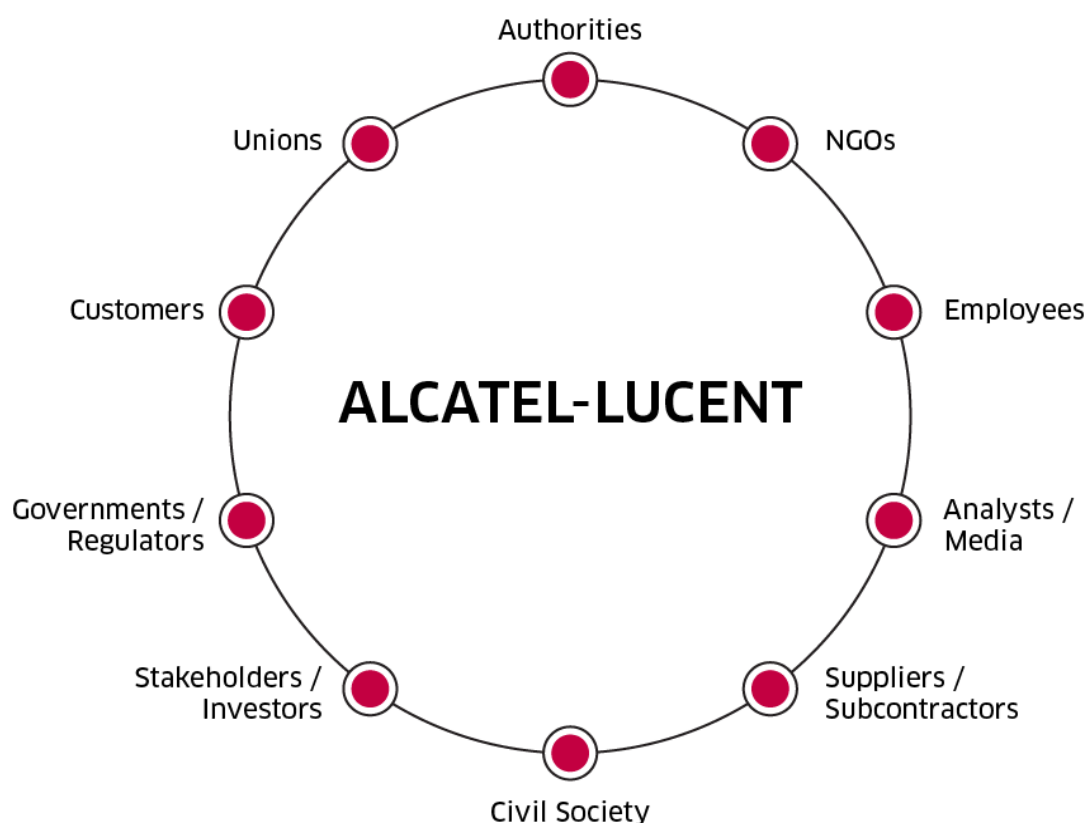 Authorities
Unions
NGOs
Customers
Employees
ALCATEL-LUCENT
Governments /
Regulators
Analysts /
Media
Stakeholders /
Investors
Suppliers /
Subcontractors
Civil Society